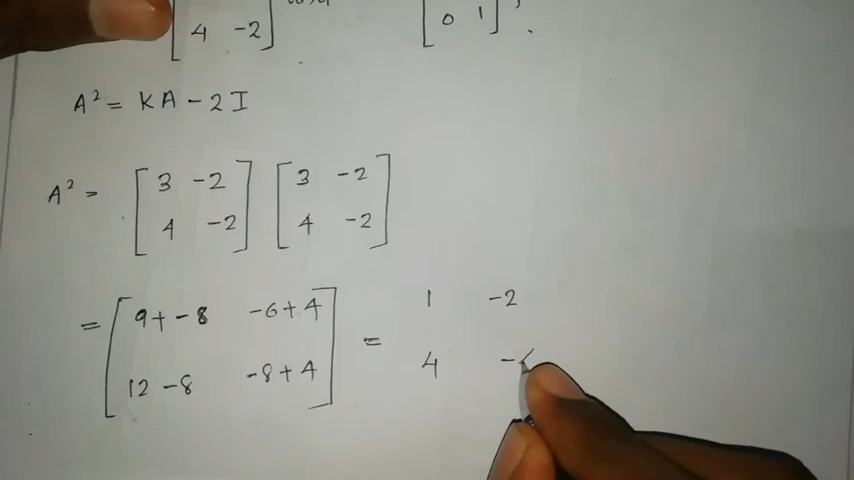 4 -2 0 1
A² = KA - 2I
A² = [3 -2 4 -2] [3 -2 4 -2]
= [9+-8 -6+4 12-8 -8+4] = 1 -2 4 -